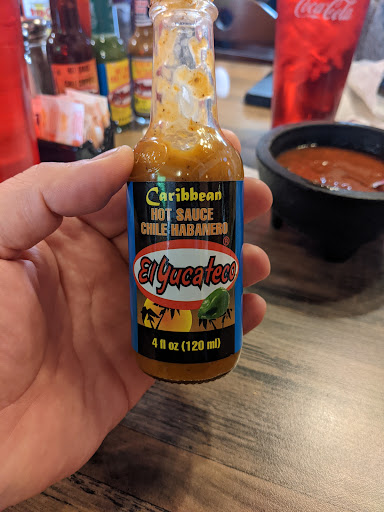 Coca-Cola
Caribbean
HOT SAUCE
CHILE HABANERO
El Yucateco®
4 fl oz (120 ml)